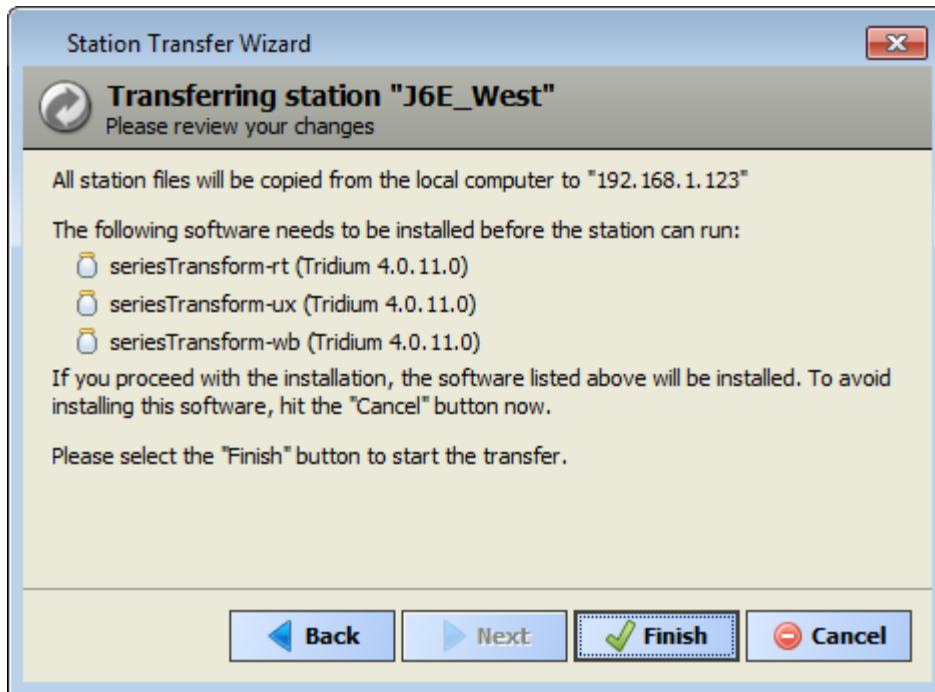 Station Transfer Wizard
Transferring station "J6E_West"
Please review your changes
All station files will be copied from the local computer to "192.168.1.123"
The following software needs to be installed before the station can run:
seriesTransform-rt (Tridium 4.0.11.0)
seriesTransform-ux (Tridium 4.0.11.0)
seriesTransform-wb (Tridium 4.0.11.0)
If you proceed with the installation, the software listed above will be installed. To avoid
installing this software, hit the "Cancel" button now.
Please select the "Finish" button to start the transfer.
Back Next Finish Cancel